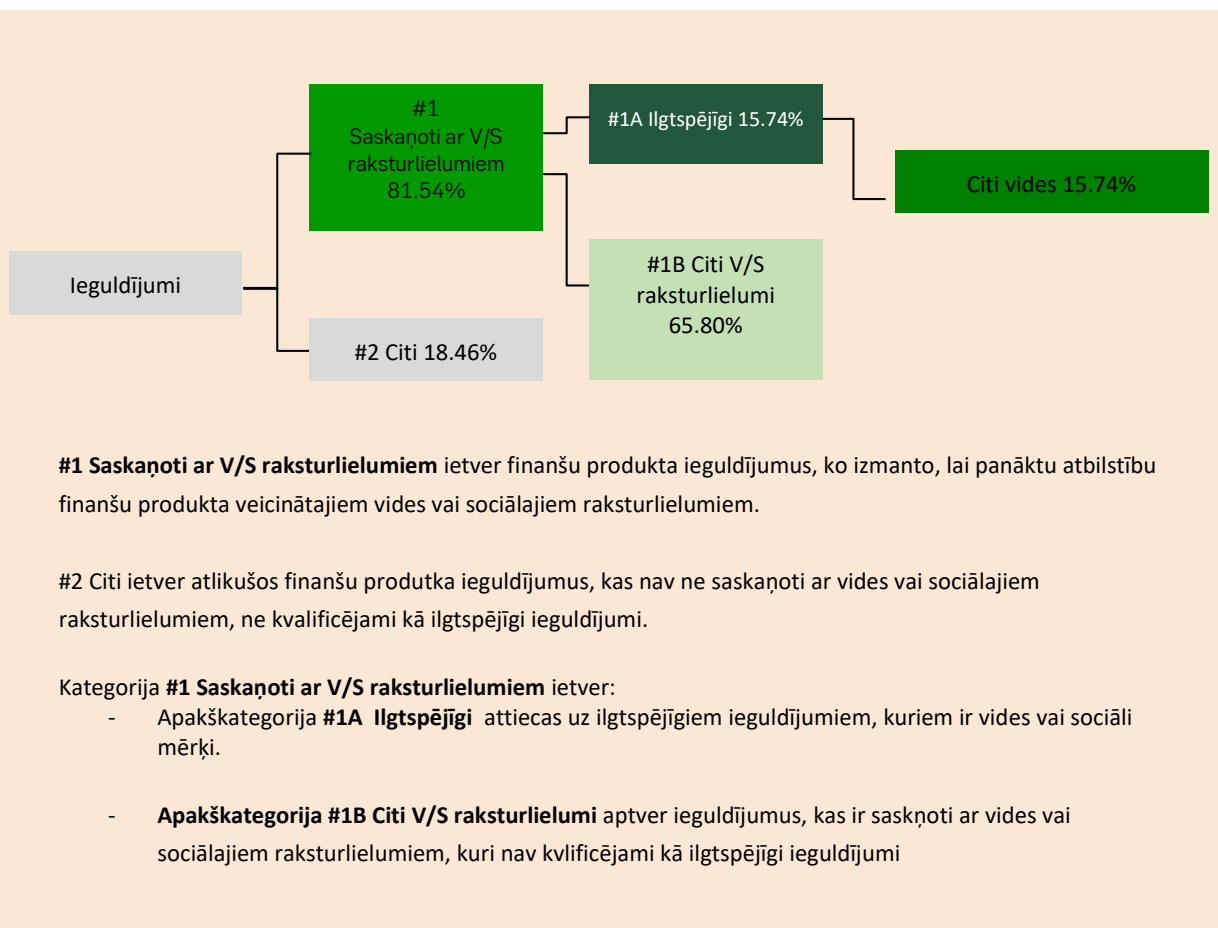 #1
Saskaņoti ar V/S
raksturlielumiem
81.54%
#1A Ilgtspējīgi 15.74%
Citi vides 15.74%
Ieguldījumi
#1B Citi V/S
raksturlielumi
65.80%
#2 Citi 18.46%
#1 Saskaņoti ar V/S raksturlielumiem ietver finanšu produkta ieguldījumus, ko izmanto, lai panāktu atbilstību
finanšu produkta veicinātajiem vides vai sociālajiem raksturlielumiem.
#2 Citi ietver atlikušos finanšu produtka ieguldījumus, kas nav ne saskaņoti ar vides vai sociālajiem
raksturlielumiem, ne kvalificējami kā ilgtspējīgi ieguldījumi.
Kategorija #1 Saskaņoti ar V/S raksturlielumiem ietver:
- Apakškategorija #1A Ilgtspējīgi attiecas uz ilgtspējīgiem ieguldījumiem, kuriem ir vides vai sociāli
mērķi.
- Apakškategorija #1B Citi V/S raksturlielumi aptver ieguldījumus, kas ir saskņoti ar vides vai
sociālajiem raksturlielumiem, kuri nav kvlificējami kā ilgtspējīgi ieguldījumi